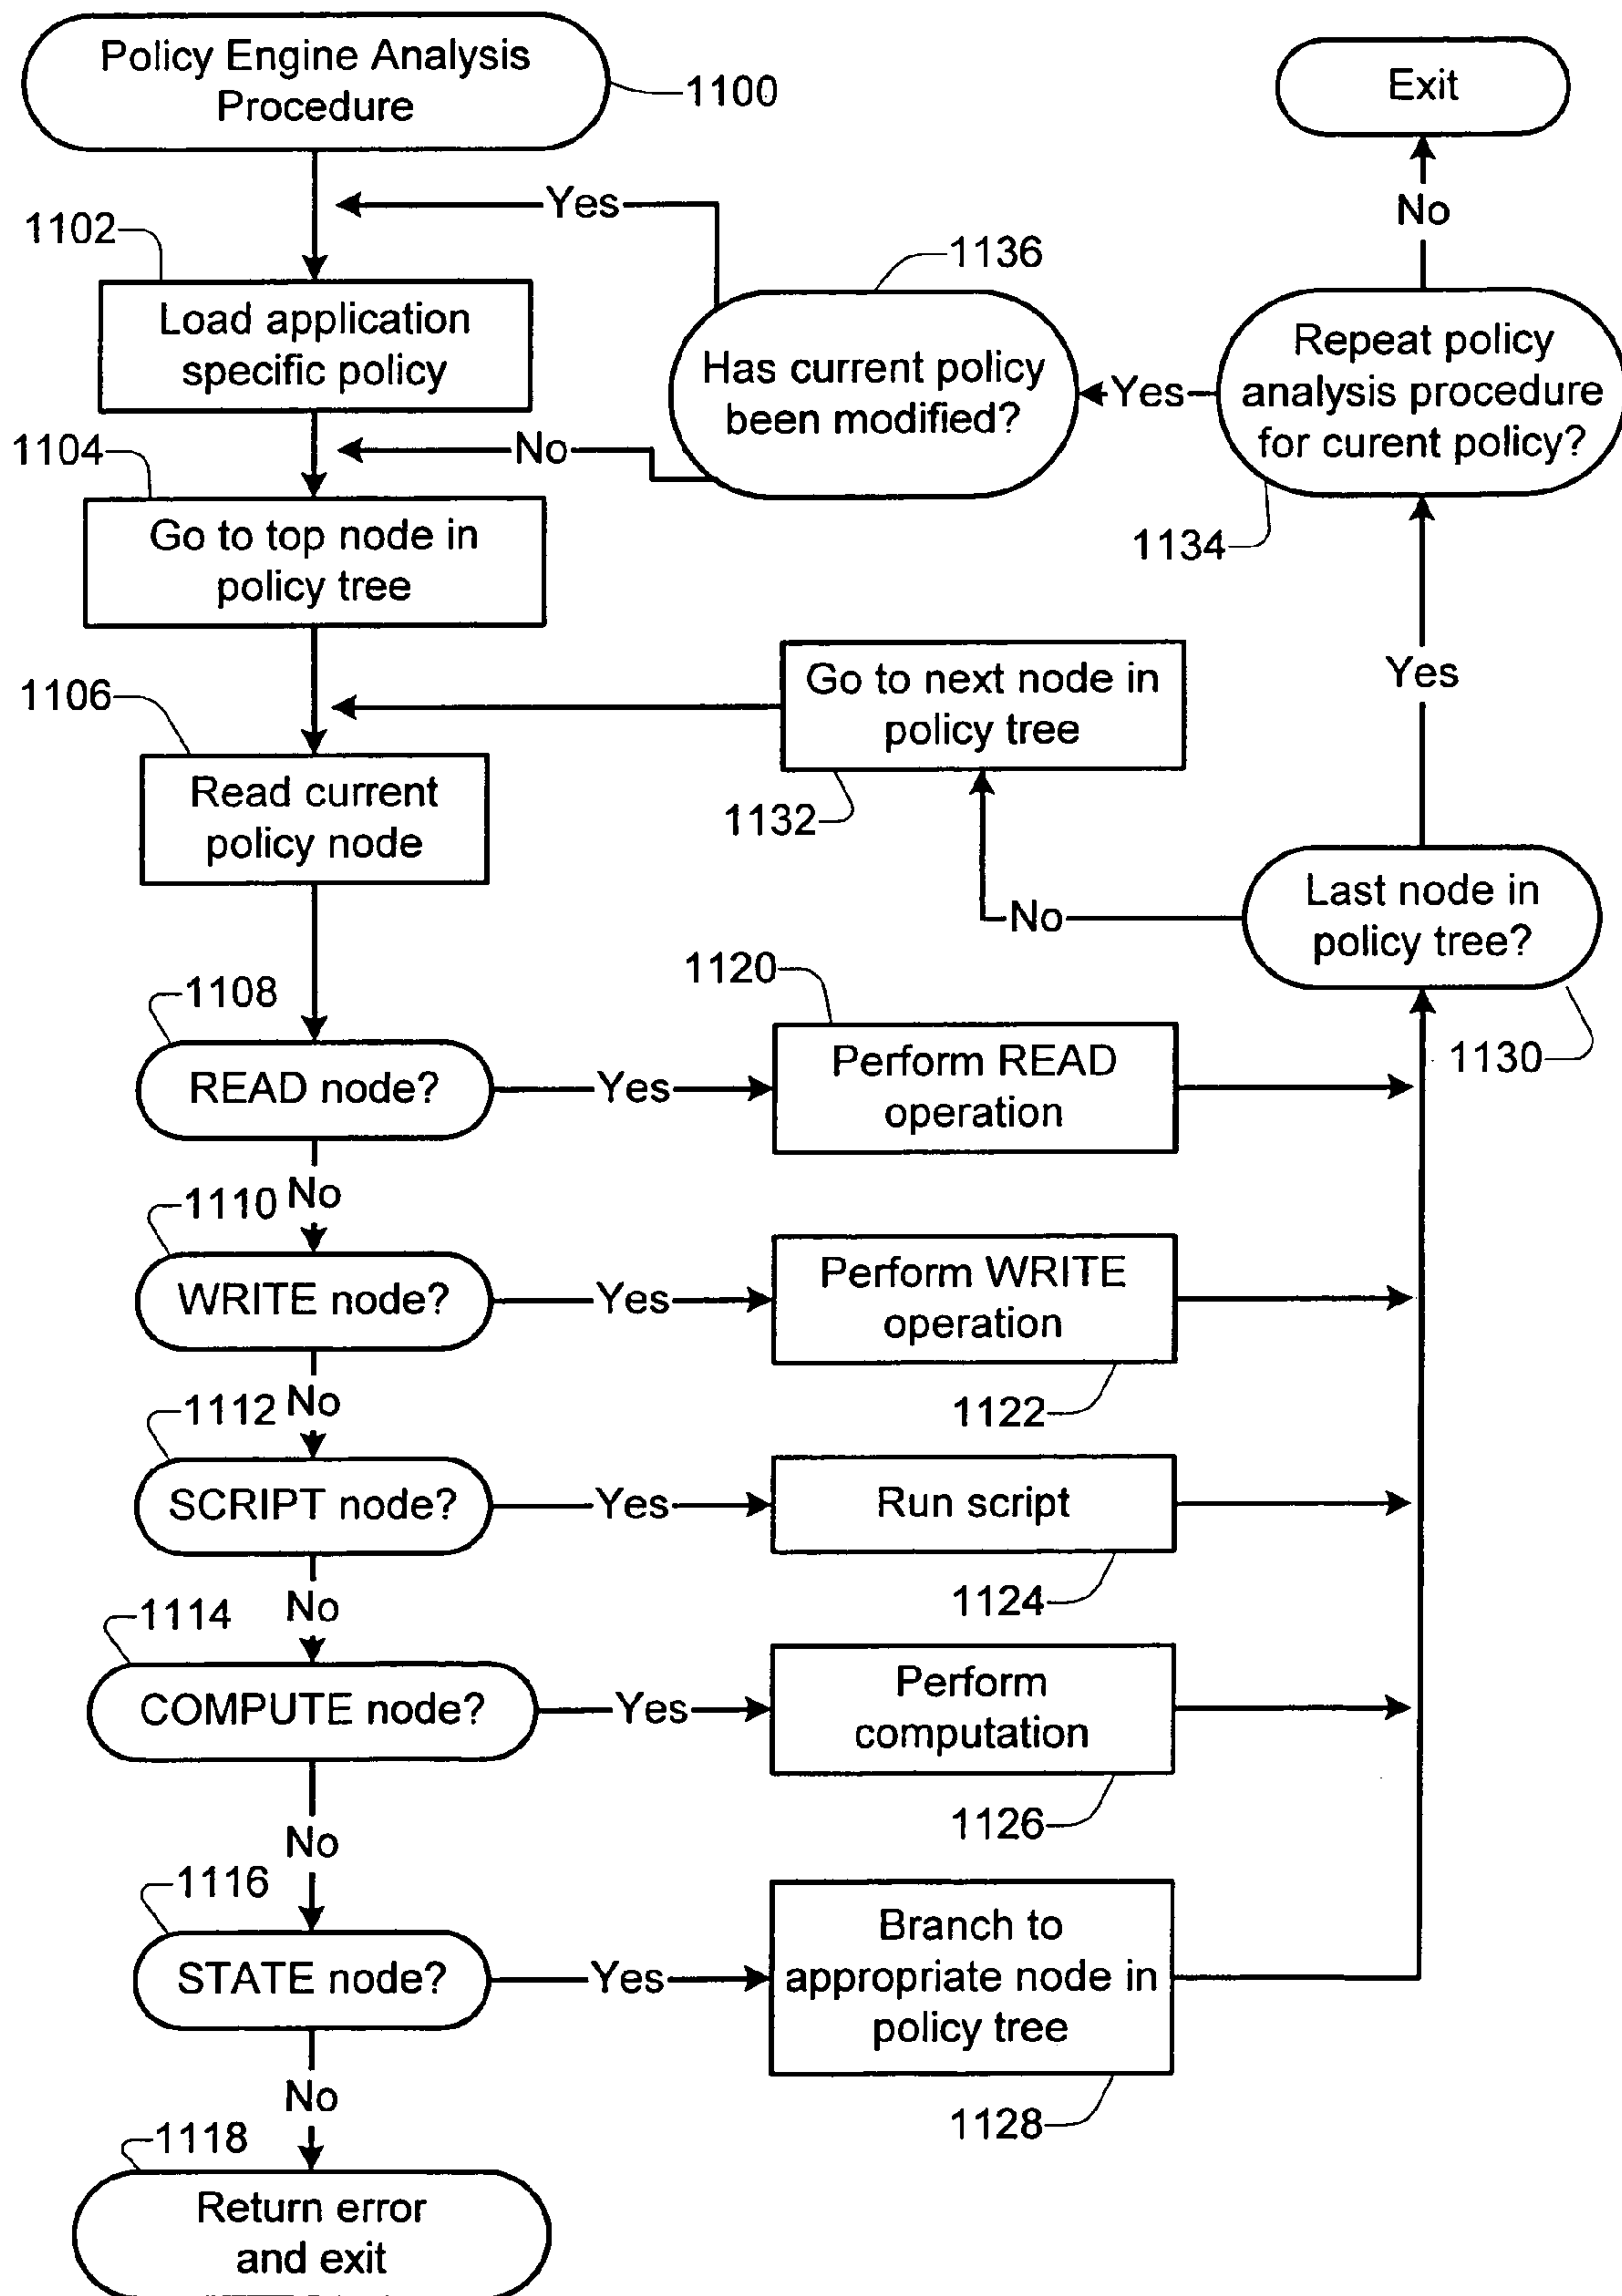 Policy Engine Analysis
Procedure
1100
Exit
Yes
No
1102
1136
Load application
specific policy
Has current policy
been modified?
Yes
Repeat policy
analysis procedure
for curent policy?
1104
No
1134
Go to top node in
policy tree
Yes
1106
Go to next node in
policy tree
1132
Read current
policy node
No
Last node in
policy tree?
1130
1108
1120
READ node?
Yes
Perform READ
operation
No
1110
WRITE node?
Yes
Perform WRITE
operation
1122
No
1112
SCRIPT node?
Yes
Run script
1124
No
1114
COMPUTE node?
Yes
Perform
computation
1126
No
1116
STATE node?
Yes
Branch to
appropriate node in
policy tree
1128
No
1118
Return error
and exit